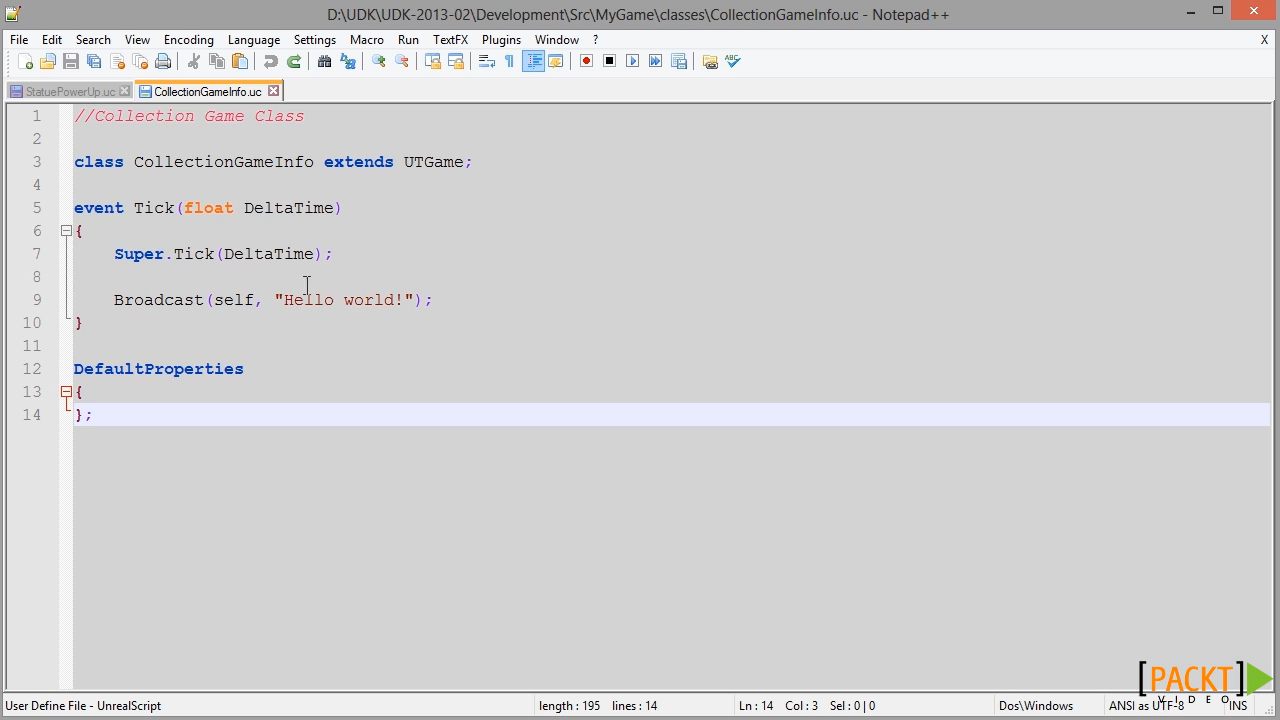 D:\UDK\UDK-2013-02\Development\Src\MyGame\classes\CollectionGameInfo.uc - Notepad++
File Edit Search View Encoding Language Settings Macro Run TextFX Plugins Window ? X
StatuePowerUp.uc CollectionGameInfo.uc
1 //Collection Game Class
2
3 class CollectionGameInfo extends UTGame;
4
5 event Tick(float DeltaTime)
6 {
7 Super.Tick(DeltaTime);
8
9 Broadcast(self, "Hello world!");
10 }
11
12 DefaultProperties
13 {
14 };
[PACKT]
VIDEO
User Define File - UnrealScript length : 195 lines : 14 Ln : 14 Col : 3 Sel : 0 | 0 Dos\Windows ANSI as UTF-8 INS